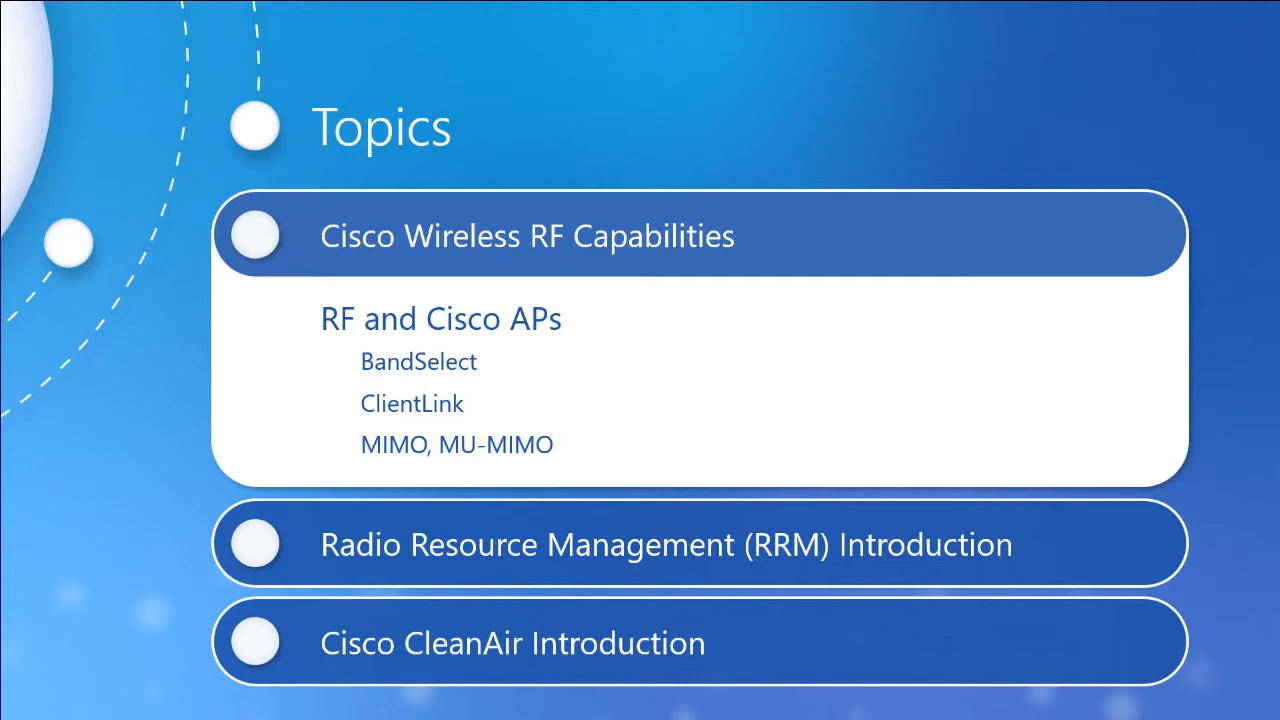 Topics
Cisco Wireless RF Capabilities
RF and Cisco APs
BandSelect
ClientLink
MIMO, MU-MIMO
Radio Resource Management (RRM) Introduction
Cisco CleanAir Introduction